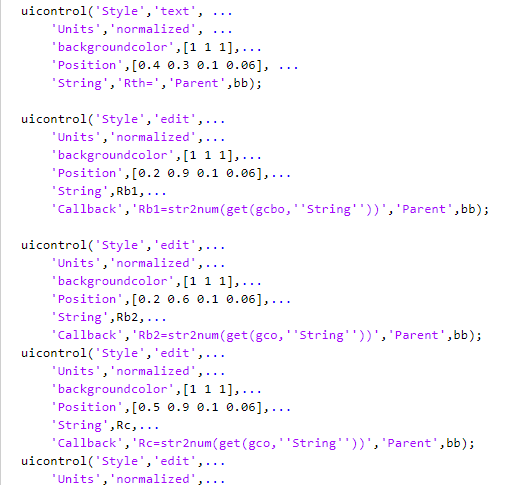 uicontrol('Style','text', ...
    'Units','normalized', ...
    'backgroundcolor',[1 1 1],...
    'Position',[0.4 0.3 0.1 0.06], ...
    'String','Rth=','Parent',bb);

uicontrol('Style','edit',...
    'Units','normalized',...
    'backgroundcolor',[1 1 1],...
    'Position',[0.2 0.9 0.1 0.06],...
    'String',Rb1,...
    'Callback','Rb1=str2num(get(gcbo,''String''))','Parent',bb);

uicontrol('Style','edit',...
    'Units','normalized',...
    'backgroundcolor',[1 1 1],...
    'Position',[0.2 0.6 0.1 0.06],...
    'String',Rb2,...
    'Callback','Rb2=str2num(get(gco,''String''))','Parent',bb);
uicontrol('Style','edit',...
    'Units','normalized',...
    'backgroundcolor',[1 1 1],...
    'Position',[0.5 0.9 0.1 0.06],...
    'String',Rc,...
    'Callback','Rc=str2num(get(gco,''String''))','Parent',bb);
uicontrol('Style','edit',...
    'Units','normalized',...